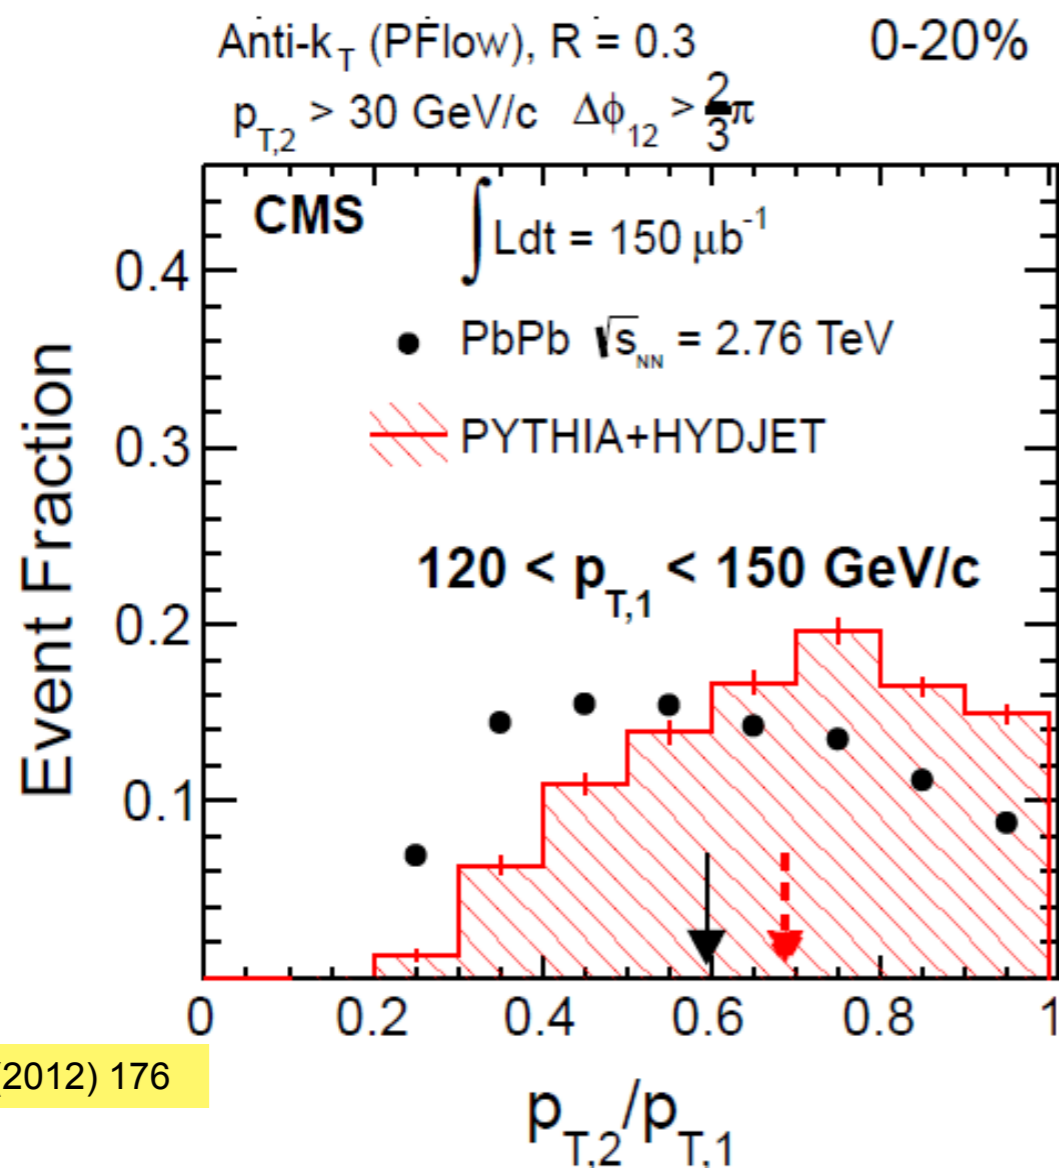 Anti-k_T (PFlow), R = 0.3 0-20%
p_T,2 > 30 GeV/c Δϕ_12 > 2/3 π
CMS ∫Ldt = 150 μb⁻¹
PbPb √s_NN = 2.76 TeV
PYTHIA+HYDJET
120 < p_T,1 < 150 GeV/c
Event Fraction
0.4
0.3
0.2
0.1
0 0.2 0.4 0.6 0.8 1
p_T,2/p_T,1
(2012) 176